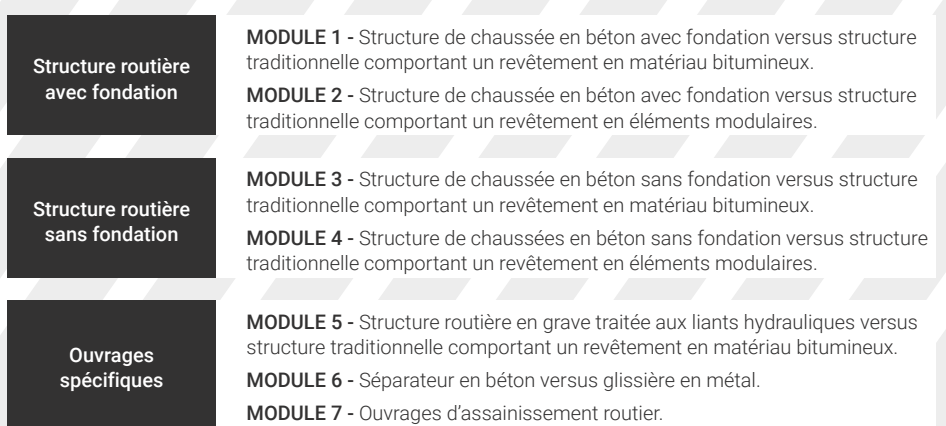 Structure routière
avec fondation
MODULE 1 - Structure de chaussée en béton avec fondation versus structure
traditionnelle comportant un revêtement en matériau bitumineux.
MODULE 2 - Structure de chaussée en béton avec fondation versus structure
traditionnelle comportant un revêtement en éléments modulaires.
Structure routière
sans fondation
MODULE 3 - Structure de chaussée en béton sans fondation versus structure
traditionnelle comportant un revêtement en matériau bitumineux.
MODULE 4 - Structure de chaussées en béton sans fondation versus structure
traditionnelle comportant un revêtement en éléments modulaires.
Ouvrages
spécifiques
MODULE 5 - Structure routière en grave traitée aux liants hydrauliques versus
structure traditionnelle comportant un revêtement en matériau bitumineux.
MODULE 6 - Séparateur en béton versus glissière en métal.
MODULE 7 - Ouvrages d’assainissement routier.